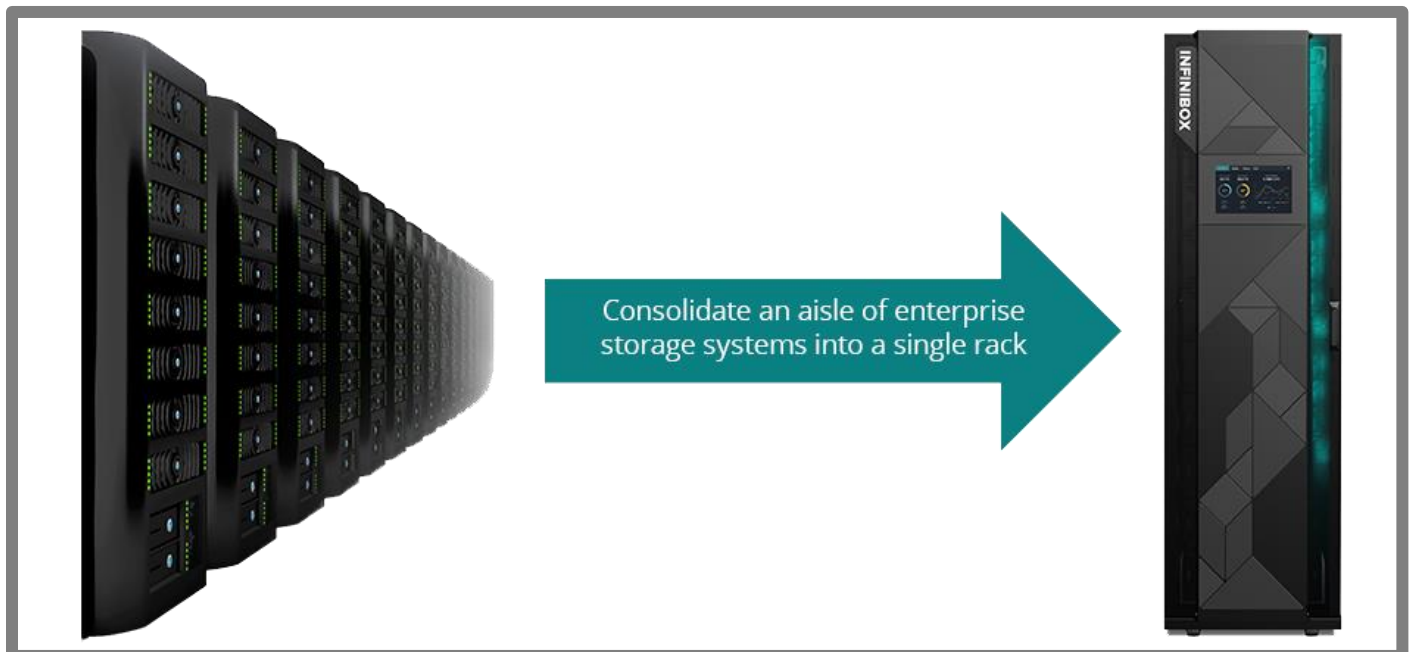 Consolidate an aisle of enterprise
storage systems into a single rack
INFINIBOX